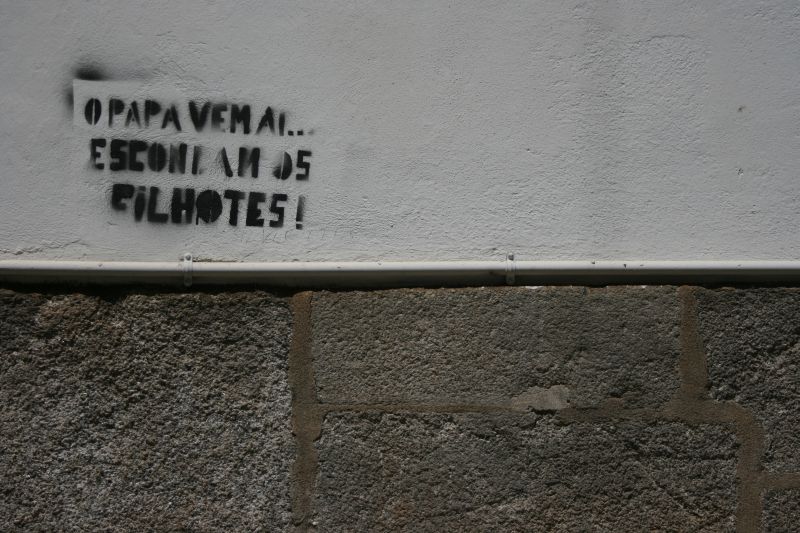 O PAPA VEM AI...
ESCONDAM OS
FILHOTES!